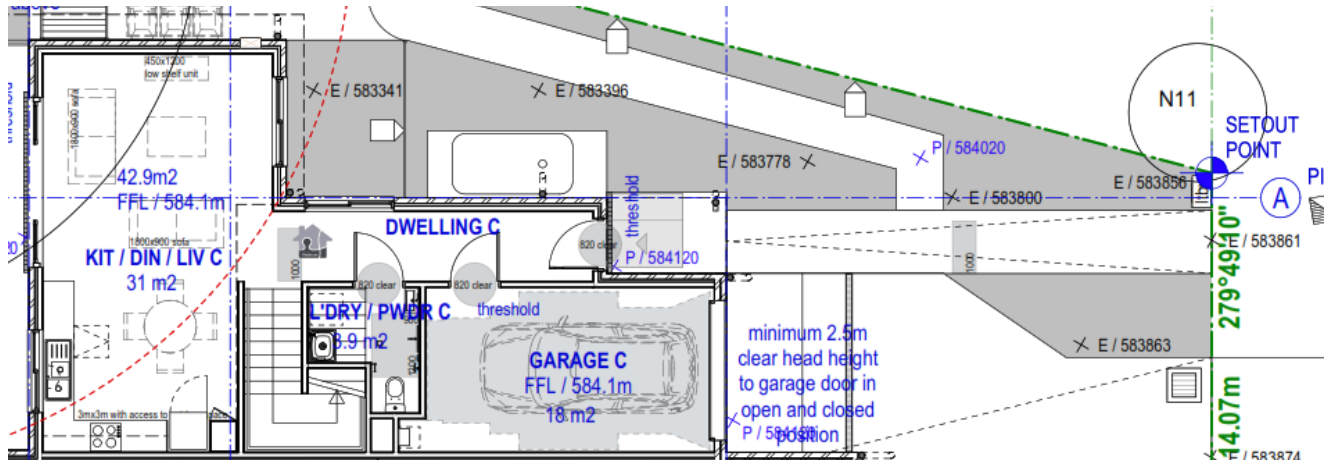 above
450x1200
low shelf unit
E / 583341
E / 583396
N11
SETOUT
POINT
threshold
1800x900 sofa
P / 584020
E / 583778
E / 583856
PI
42.9m2
FFL / 584.1m
threshold
E / 583800
A
1800x900 sofa
DWELLING C
820 clear
E / 583861
KIT / DIN / LIV C
31 m2
1000
P / 584120
1000
279°49'10"
820 clear
820 clear
L'DRY / PWDR C
3.9 m2
threshold
GARAGE C
FFL / 584.1m
18 m2
minimum 2.5m
clear head height
to garage door in
open and closed
position
E / 583863
1200
3mx3m with access to
14.07m
E / 583874